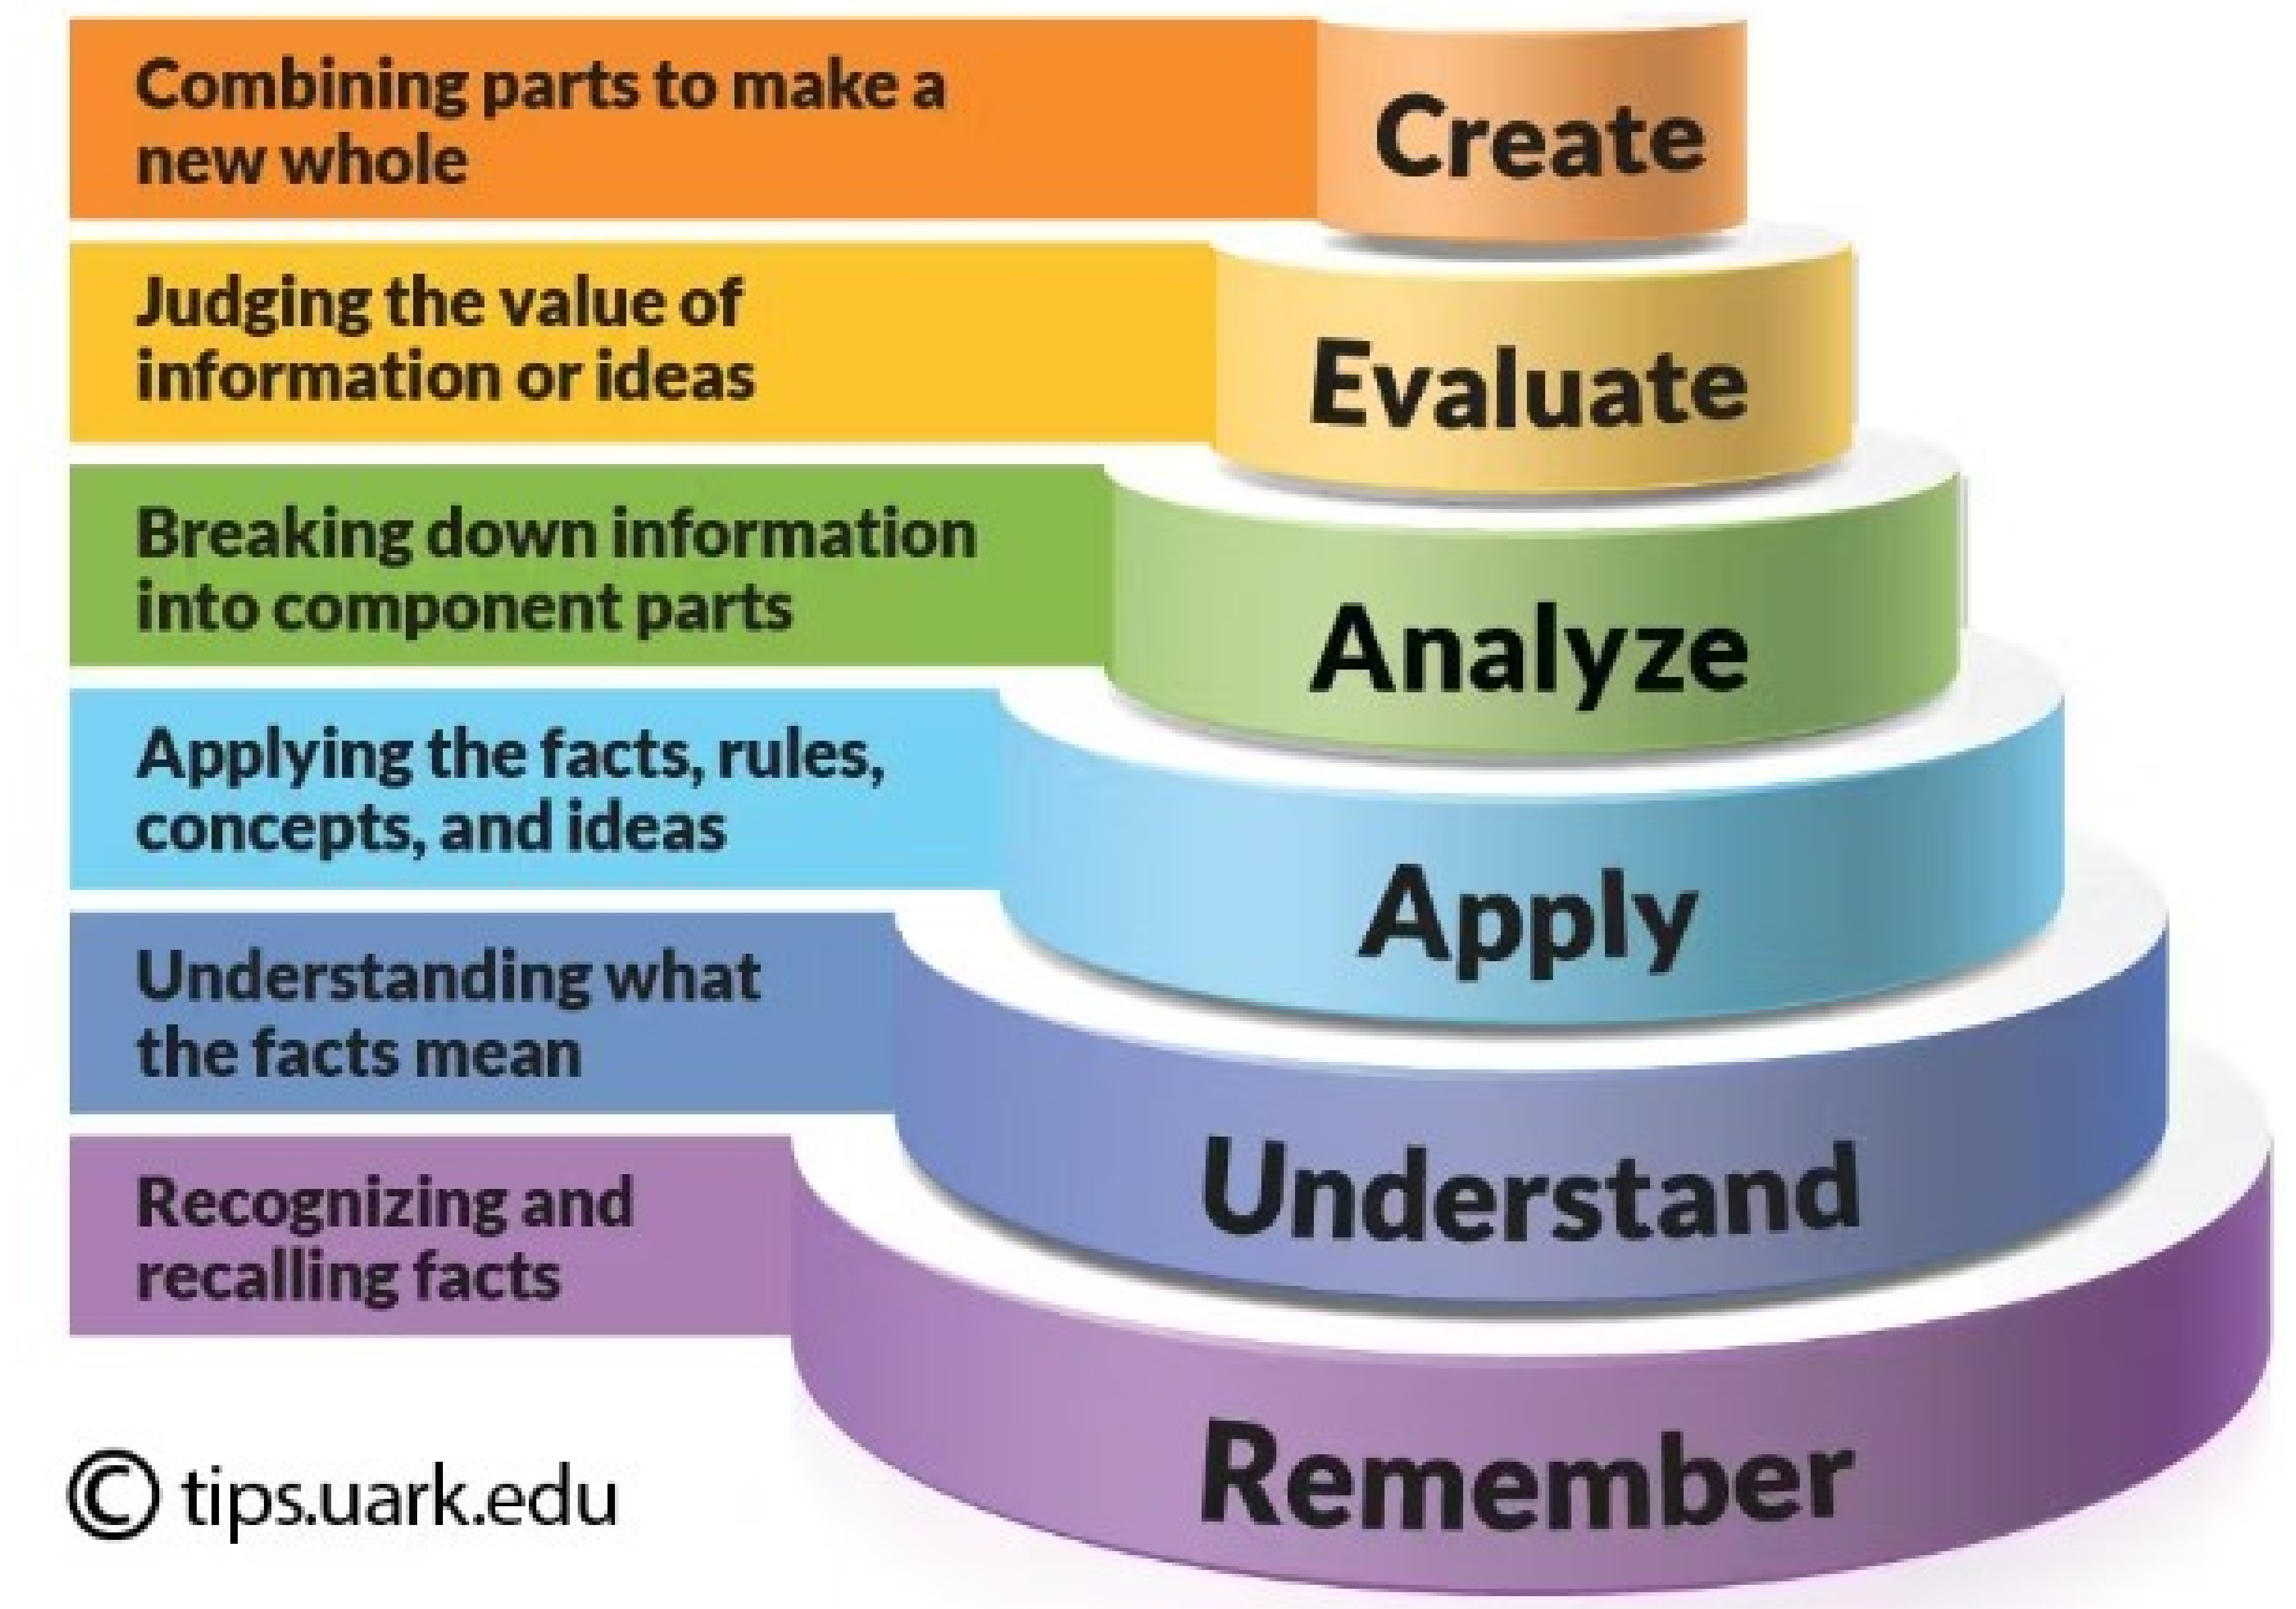 Combining parts to make a
new whole
Create
Judging the value of
information or ideas
Evaluate
Breaking down information
into component parts
Analyze
Applying the facts, rules,
concepts, and ideas
Apply
Understanding what
the facts mean
Understand
Recognizing and
recalling facts
Remember
© tips.uark.edu